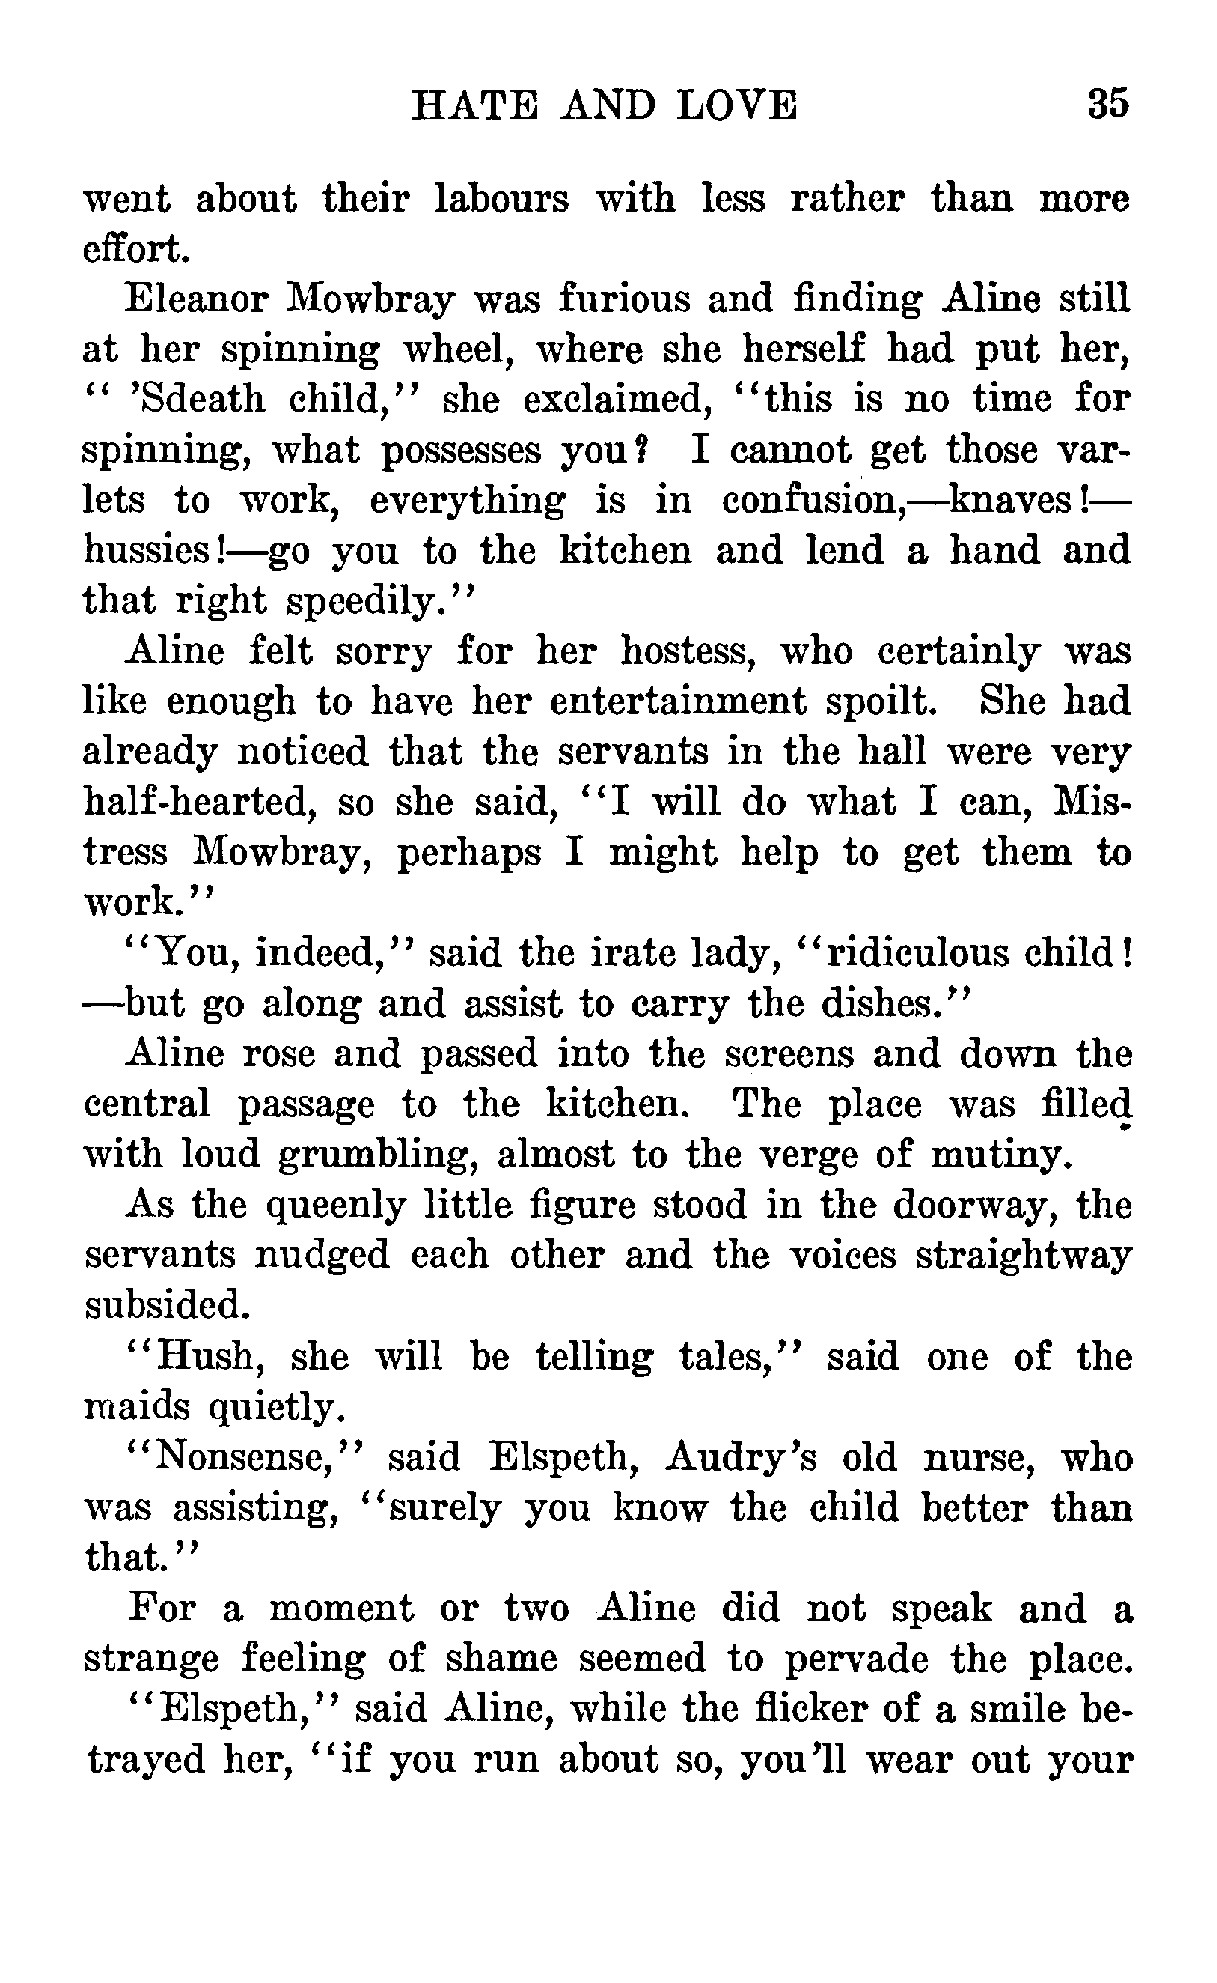 HATE AND LOVE 35
went about their labours with less rather than more
effort.
Eleanor Mowbray was furious and finding Aline still
at her spinning wheel, where she herself had put her,
“ ’Sdeath child,” she exclaimed, “this is no time for
spinning, what possesses you? I cannot get those var-
lets to work, everything is in confusion,—knaves!—
hussies!—go you to the kitchen and lend a hand and
that right speedily.”
Aline felt sorry for her hostess, who certainly was
like enough to have her entertainment spoilt. She had
already noticed that the servants in the hall were very
half-hearted, so she said, “I will do what I can, Mis-
tress Mowbray, perhaps I might help to get them to
work.”
“You, indeed,” said the irate lady, “ridiculous child!
—but go along and assist to carry the dishes.”
Aline rose and passed into the screens and down the
central passage to the kitchen. The place was filled
with loud grumbling, almost to the verge of mutiny.
As the queenly little figure stood in the doorway, the
servants nudged each other and the voices straightway
subsided.
“Hush, she will be telling tales,” said one of the
maids quietly.
“Nonsense,” said Elspeth, Audry’s old nurse, who
was assisting, “surely you know the child better than
that.”
For a moment or two Aline did not speak and a
strange feeling of shame seemed to pervade the place.
“Elspeth,” said Aline, while the flicker of a smile be-
trayed her, “if you run about so, you’ll wear out your